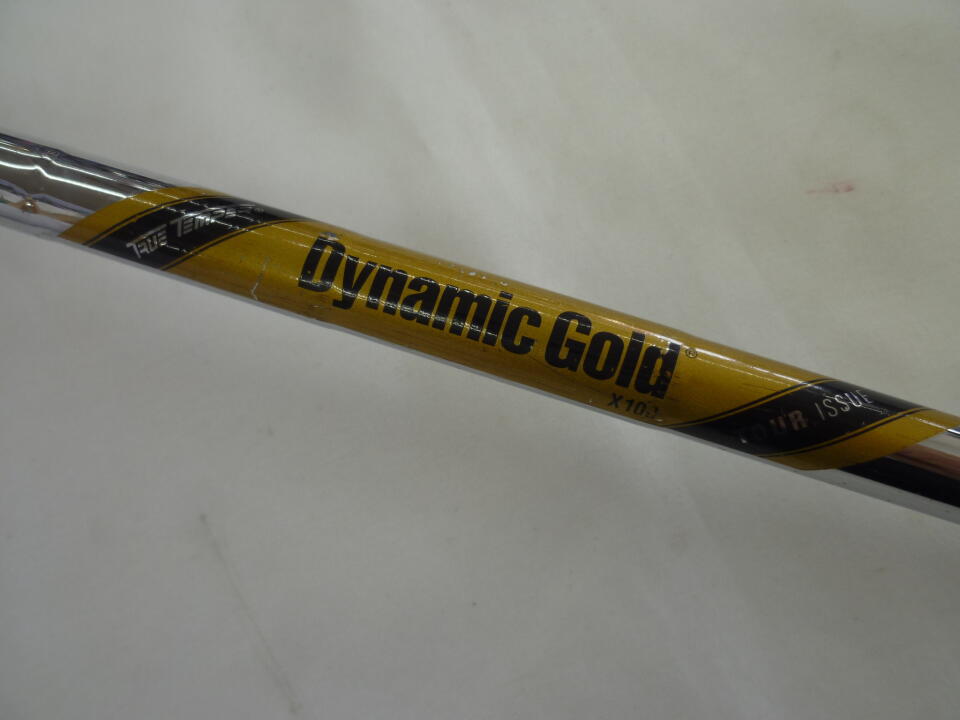 TRUE TEMPER
Dynamic Gold®
X100
TOUR ISSUE